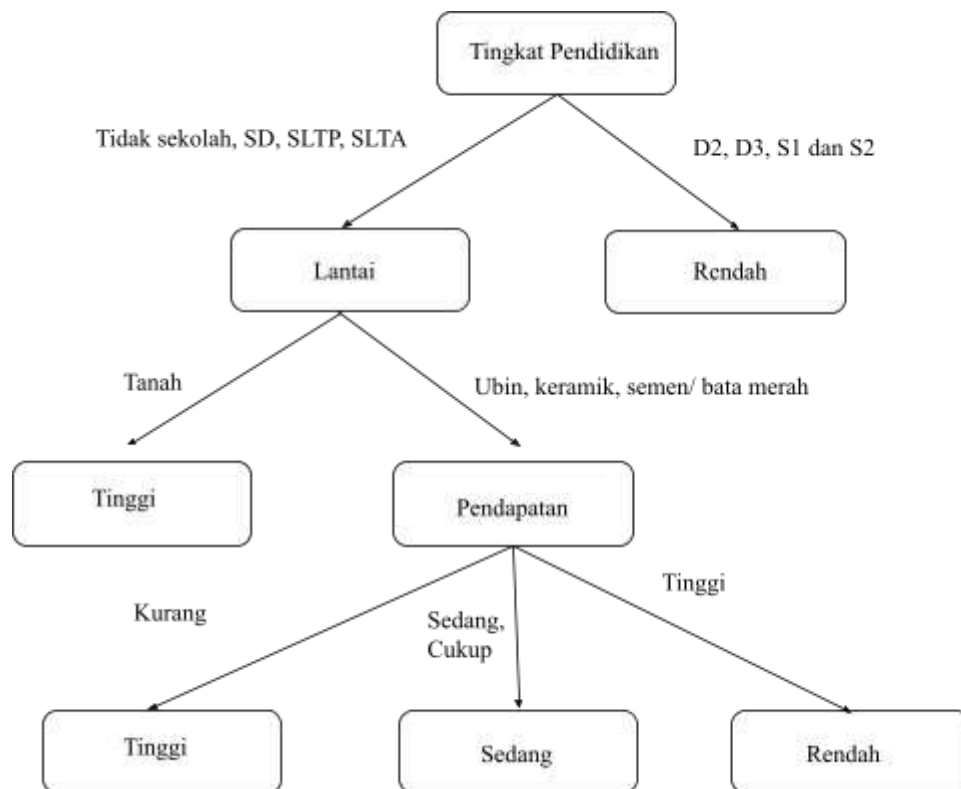 Tingkat Pendidikan
Tidak sekolah, SD, SLTP, SLTA
D2, D3, S1 dan S2
Lantai
Rendah
Tanah
Ubin, keramik, semen/ bata merah
Tinggi
Pendapatan
Kurang
Sedang,
Cukup
Tinggi
Tinggi
Sedang
Rendah